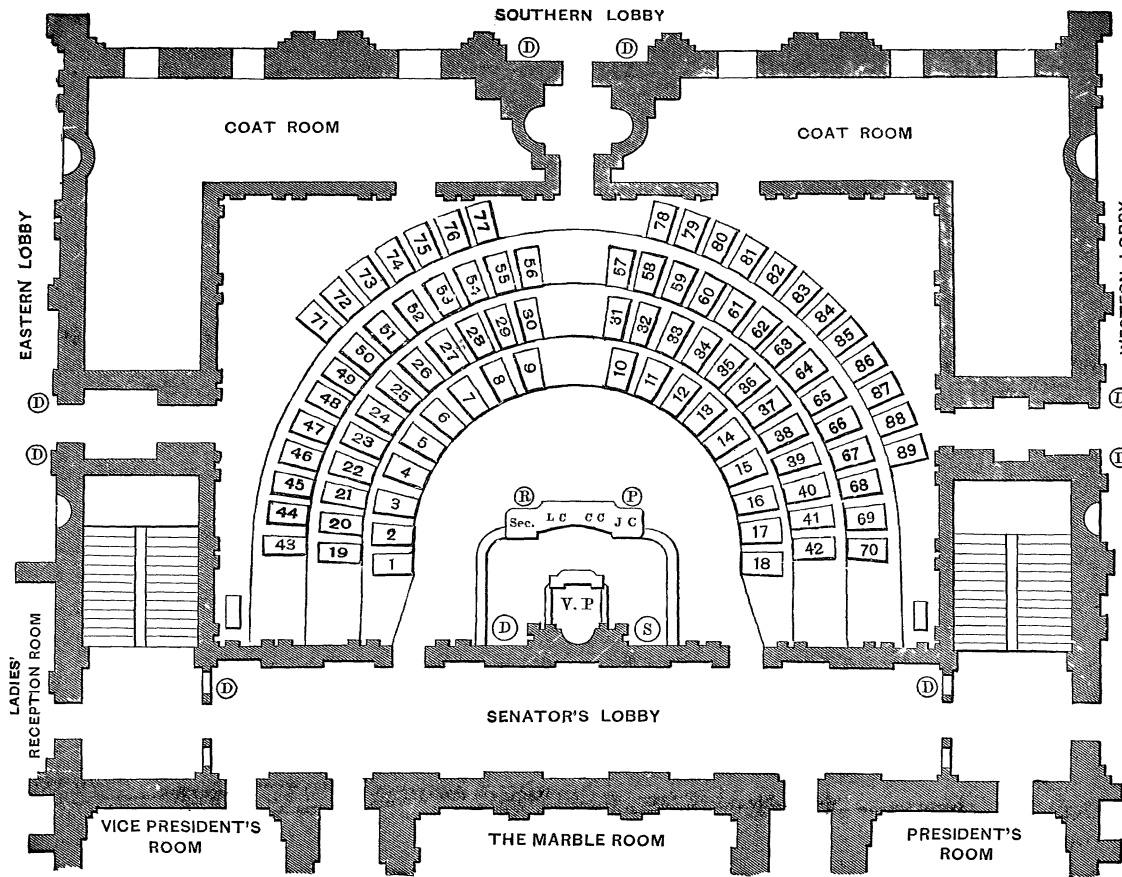 SOUTHERN LOBBY
D
D
COAT ROOM
COAT ROOM
EASTERN LOBBY
WESTERN LOBBY
71 72 73 74 75 76 77
78 79 80 81 82 83 84 85 86 87 88 89
43 44 45 46 47 48 49 50 51 52 53 54 55 56
57 58 59 60 61 62 63 64 65 66 67 68 69 70
19 20 21 22 23 24 25 26 27 28 29 30
31 32 33 34 35 36 37 38 39 40 41 42
1 2 3 4 5 6 7 8 9
10 11 12 13 14 15 16 17 18
D
D
D
D
R
P
Sec. L C C C J C
V. P
D
S
LADIES'
RECEPTION ROOM
D
D
SENATOR'S LOBBY
VICE PRESIDENT'S
ROOM
THE MARBLE ROOM
PRESIDENT'S
ROOM